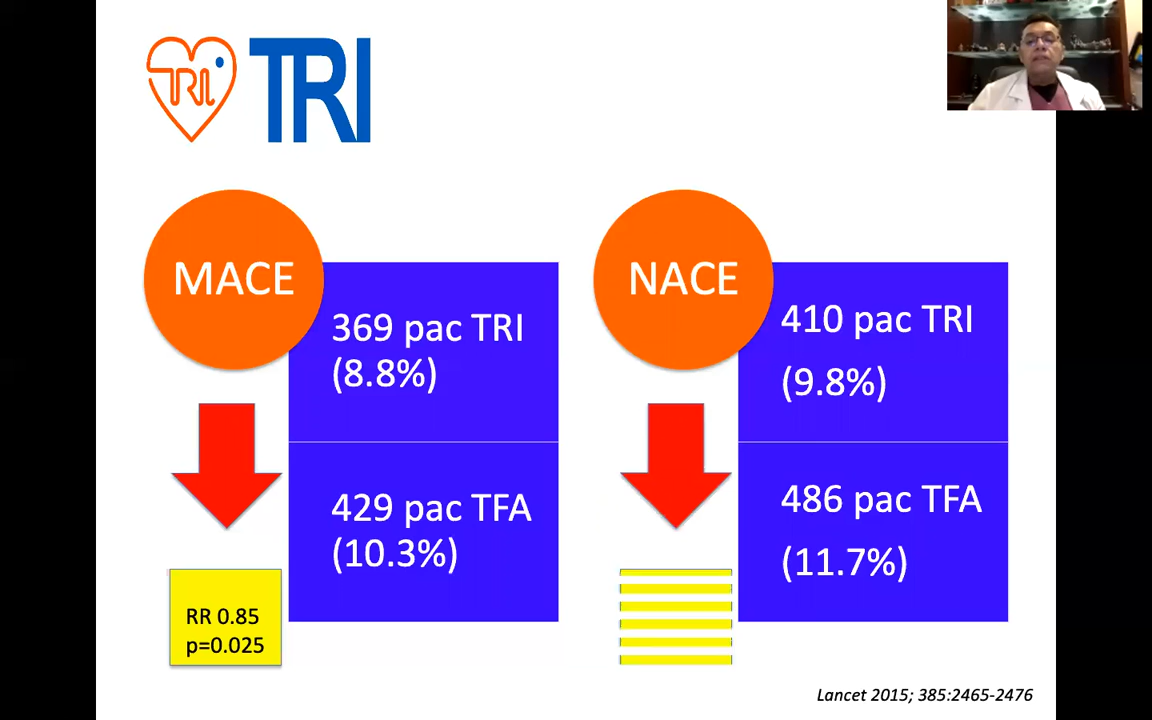 TRI
TRI
MACE
369 pac TRI
(8.8%)
429 pac TFA
(10.3%)
RR 0.85
p=0.025
NACE
410 pac TRI
(9.8%)
486 pac TFA
(11.7%)
Lancet 2015; 385:2465-2476